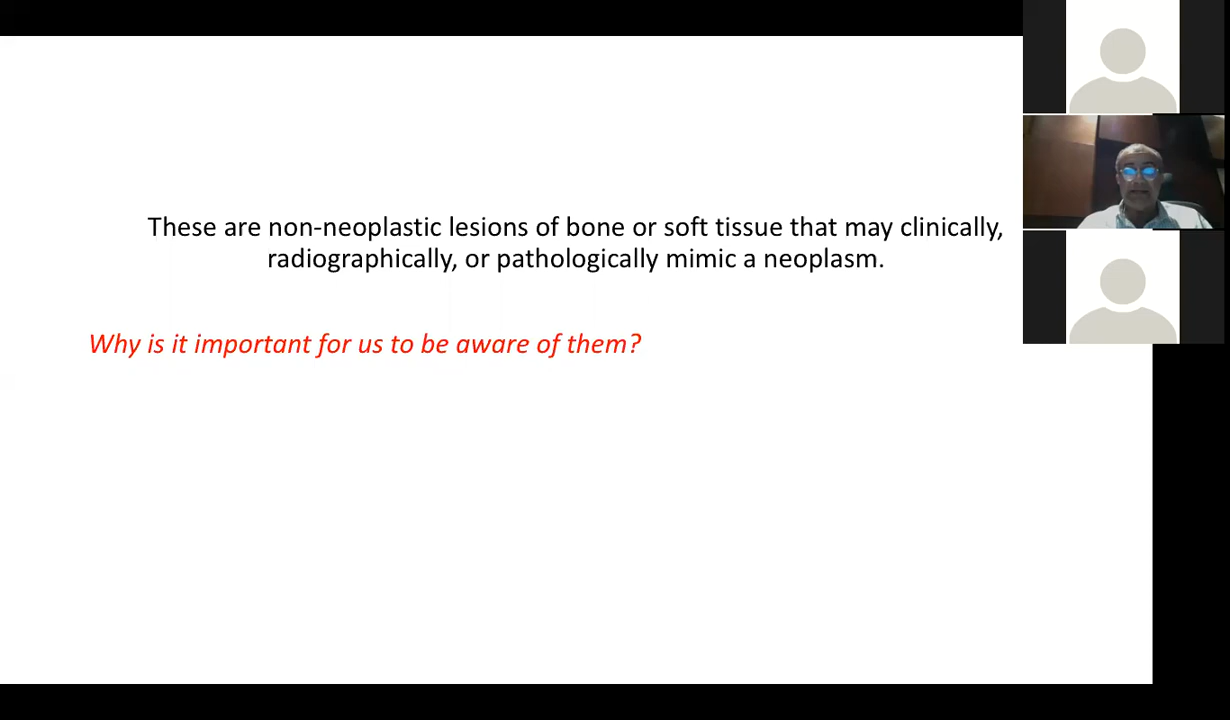 These are non-neoplastic lesions of bone or soft tissue that may clinically,
radiographically, or pathologically mimic a neoplasm.
Why is it important for us to be aware of them?